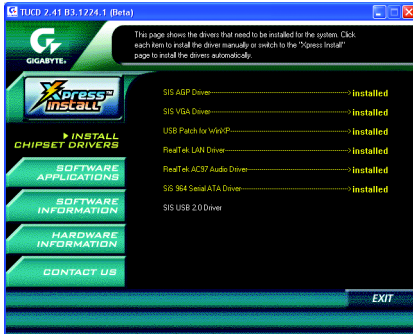 TUCD 2.41 B3.1224.1 (Beta)
GIGABYTE
This page shows the drivers that need to be installed for the system. Click
each item to install the driver manually or switch to the "Xpress Install"
page to install the drivers automatically.
Xpress
Install
INSTALL
CHIPSET DRIVERS
SOFTWARE
APPLICATIONS
SOFTWARE
INFORMATION
HARDWARE
INFORMATION
CONTACT US
SIS AGP Driver installed
SIS VGA Driver installed
USB Patch for WinXP installed
RealTek LAN Driver installed
RealTek AC97 Audio Driver installed
SiS 964 Serial ATA Driver installed
SIS USB 2.0 Driver
EXIT